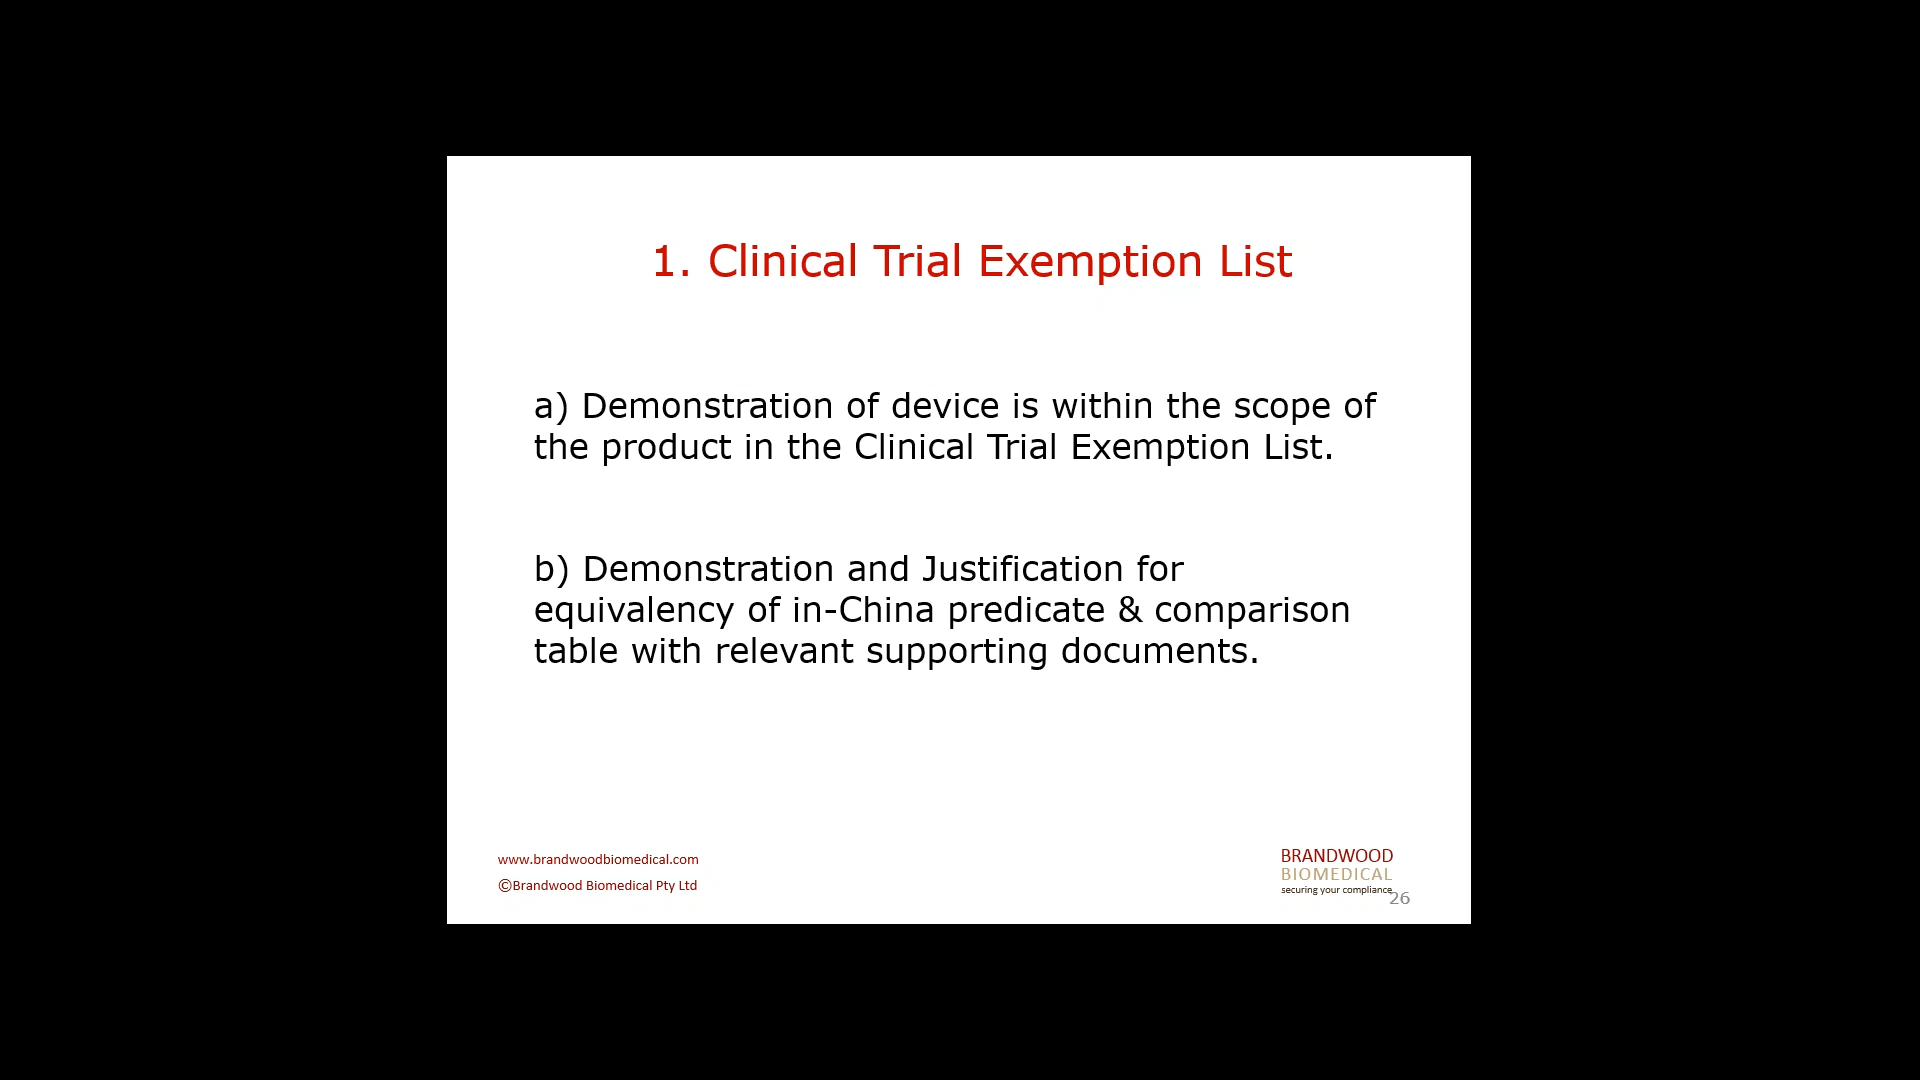 1. Clinical Trial Exemption List
a) Demonstration of device is within the scope of
the product in the Clinical Trial Exemption List.
b) Demonstration and Justification for
equivalency of in-China predicate & comparison
table with relevant supporting documents.
www.brandwoodbiomedical.com
©Brandwood Biomedical Pty Ltd
BRANDWOOD
BIOMEDICAL
securing your compliance
26